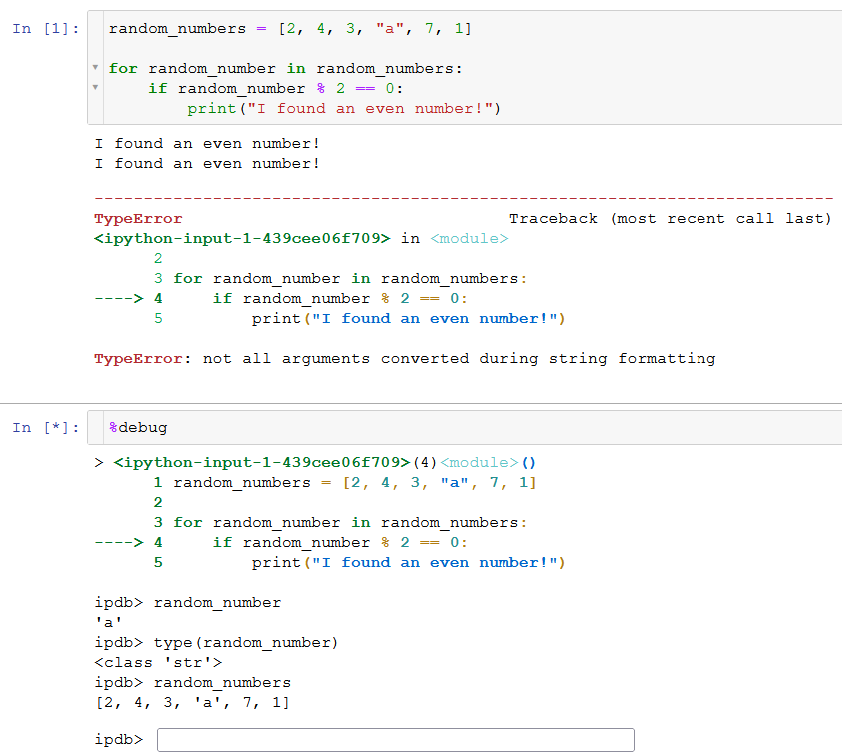 In [1]: random_numbers = [2, 4, 3, "a", 7, 1]
for random_number in random_numbers:
    if random_number % 2 == 0:
        print("I found an even number!")
I found an even number!
I found an even number!
---------------------------------------------------------------------------
TypeError                                 Traceback (most recent call last)
<ipython-input-1-439cee06f709> in <module>
      2
      3 for random_number in random_numbers:
----> 4     if random_number % 2 == 0:
      5         print("I found an even number!")
TypeError: not all arguments converted during string formatting
In [*]: %debug
> <ipython-input-1-439cee06f709>(4)<module>()
      1 random_numbers = [2, 4, 3, "a", 7, 1]
      2
      3 for random_number in random_numbers:
----> 4     if random_number % 2 == 0:
      5         print("I found an even number!")
ipdb> random_number
'a'
ipdb> type(random_number)
<class 'str'>
ipdb> random_numbers
[2, 4, 3, 'a', 7, 1]
ipdb>